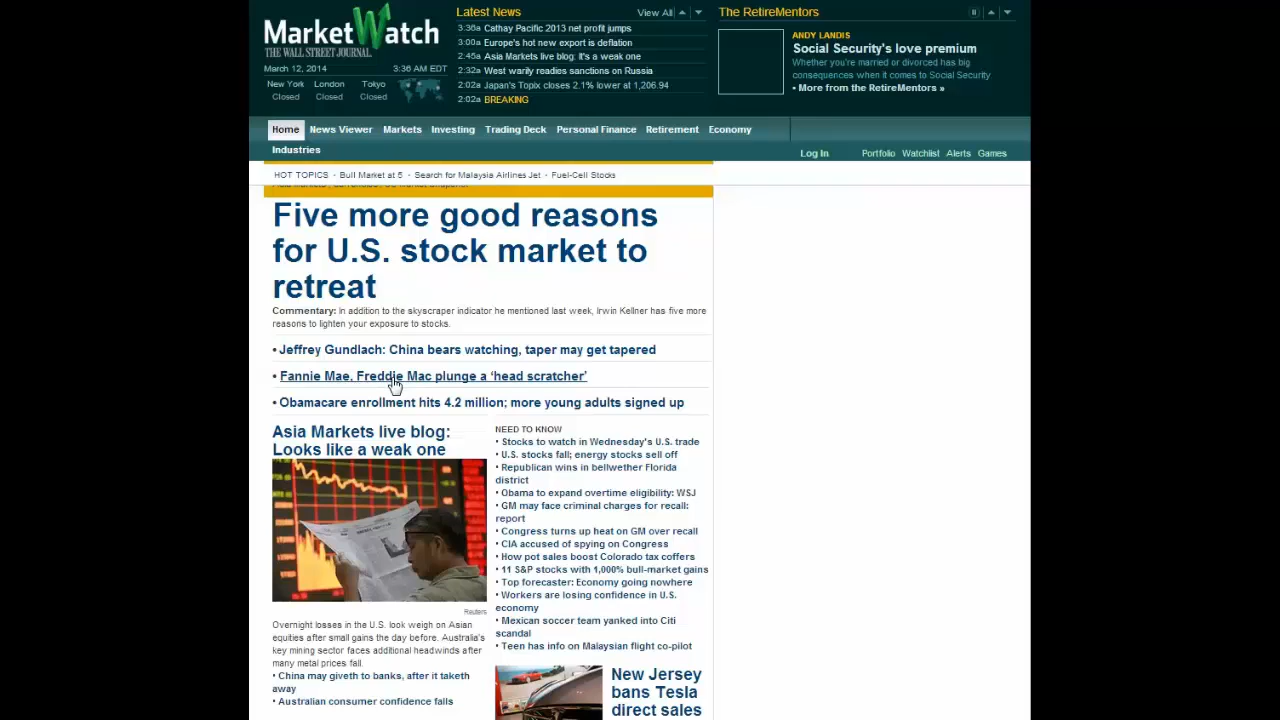 MarketWatch
THE WALL STREET JOURNAL
March 12, 2014
3:36 AM EDT
New York
Closed
London
Closed
Tokyo
Closed
Latest News
View All
3:36a Cathay Pacific 2013 net profit jumps
3:00a Europe's hot new export is deflation
2:45a Asia Markets live blog: It's a weak one
2:32a West warily readies sanctions on Russia
2:02a Japan's Topix closes 2.1% lower at 1,206.94
2:02a BREAKING
The RetireMentors
ANDY LANDIS
Social Security's love premium
Whether you're married or divorced has big
consequences when it comes to Social Security
• More from the RetireMentors »
Home News Viewer Markets Investing Trading Deck Personal Finance Retirement Economy
Industries
Log In Portfolio Watchlist Alerts Games
HOT TOPICS · Bull Market at 5 · Search for Malaysia Airlines Jet · Fuel-Cell Stocks
Five more good reasons
for U.S. stock market to
retreat
Commentary: In addition to the skyscraper indicator he mentioned last week, Irwin Kellner has five more
reasons to lighten your exposure to stocks.
• Jeffrey Gundlach: China bears watching, taper may get tapered
• Fannie Mae, Freddie Mac plunge a ‘head scratcher’
• Obamacare enrollment hits 4.2 million; more young adults signed up
Asia Markets live blog:
Looks like a weak one
Reuters
Overnight losses in the U.S. look weigh on Asian
equities after small gains the day before. Australia's
key mining sector faces additional headwinds after
many metal prices fall.
• China may giveth to banks, after it taketh
away
• Australian consumer confidence falls
NEED TO KNOW
• Stocks to watch in Wednesday's U.S. trade
• U.S. stocks fall; energy stocks sell off
• Republican wins in bellwether Florida
district
• Obama to expand overtime eligibility: WSJ
• GM may face criminal charges for recall:
report
• Congress turns up heat on GM over recall
• CIA accused of spying on Congress
• How pot sales boost Colorado tax coffers
• 11 S&P stocks with 1,000% bull-market gains
• Top forecaster: Economy going nowhere
• Workers are losing confidence in U.S.
economy
• Mexican soccer team yanked into Citi
scandal
• Teen has info on Malaysian flight co-pilot
New Jersey
bans Tesla
direct sales